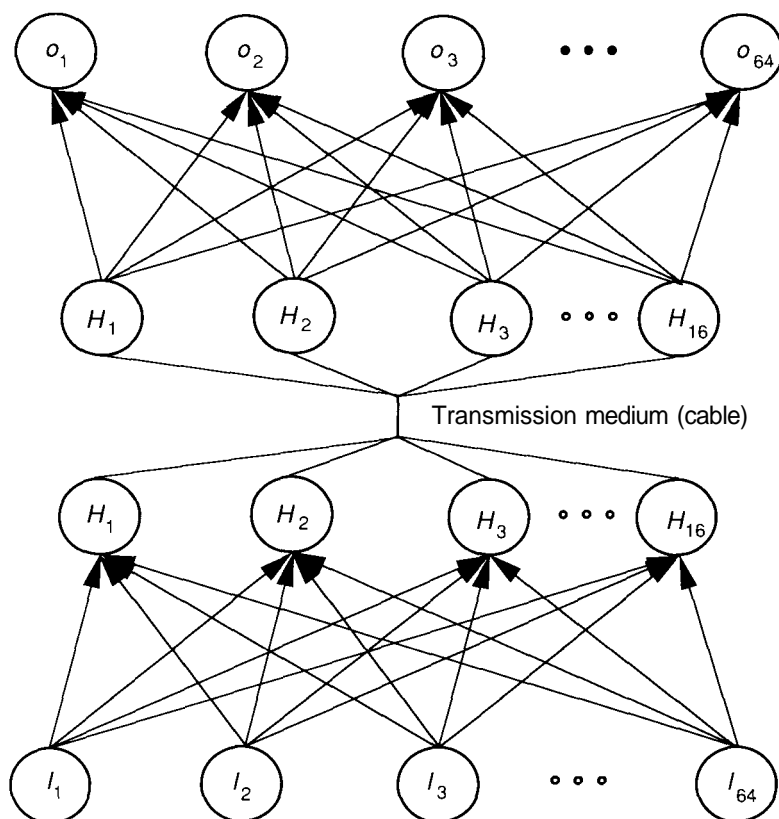 o1 o2 o3 • • • o64
H1 H2 H3 ∘ ∘ ∘ H16
Transmission medium (cable)
H1 H2 H3 ∘ ∘ ∘ H16
I1 I2 I3 ∘ ∘ ∘ I64